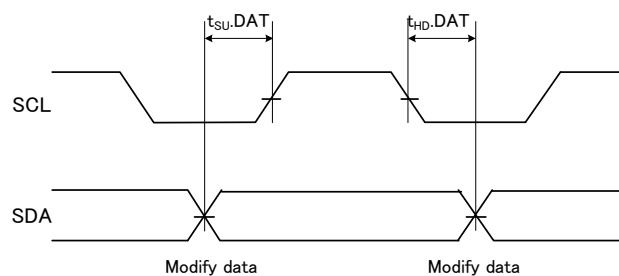 tSU.DAT tHD.DAT
SCL
SDA
Modify data Modify data